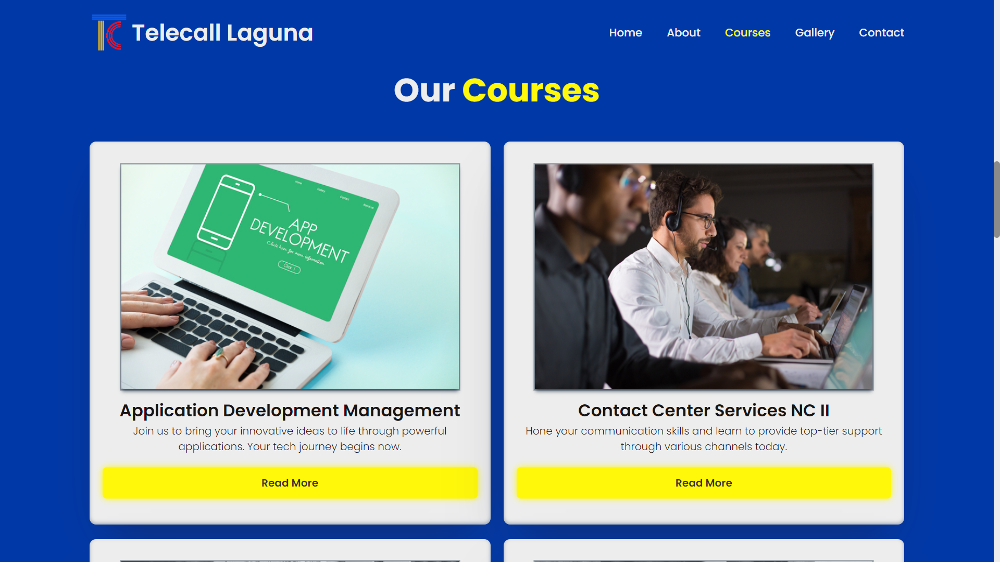 TC Telecall Laguna
Home About Courses Gallery Contact
Our Courses
Home Gallery Contact About us
APP
DEVELOPMENT
Click here for more information
Click !
Application Development Management
Join us to bring your innovative ideas to life through powerful
applications. Your tech journey begins now.
Read More
Contact Center Services NC II
Hone your communication skills and learn to provide top-tier support
through various channels today.
Read More